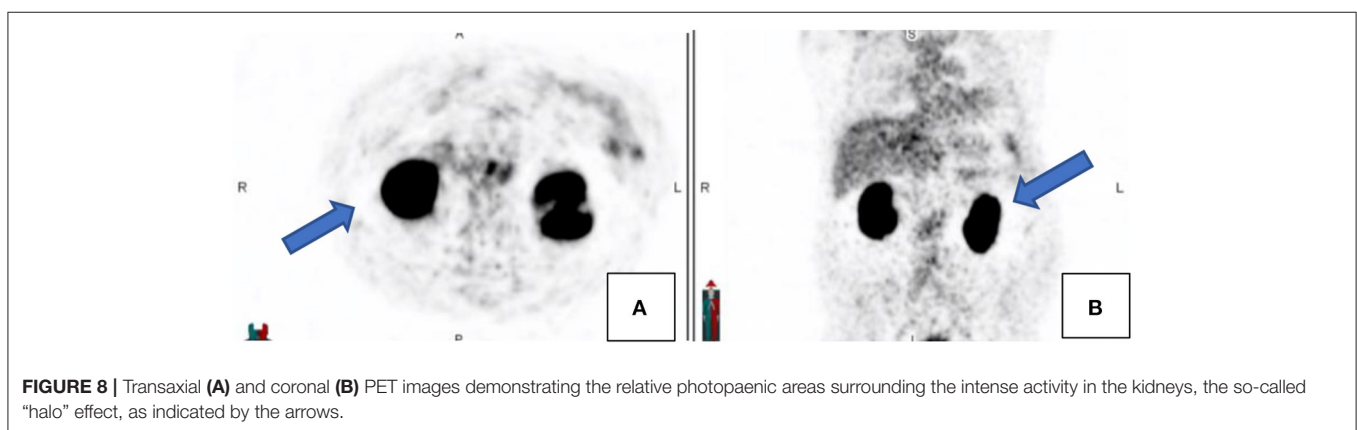 A
S
R
L
R
L
A
B
P
FIGURE 8 | Transaxial (A) and coronal (B) PET images demonstrating the relative photopaenic areas surrounding the intense activity in the kidneys, the so-called
“halo” effect, as indicated by the arrows.